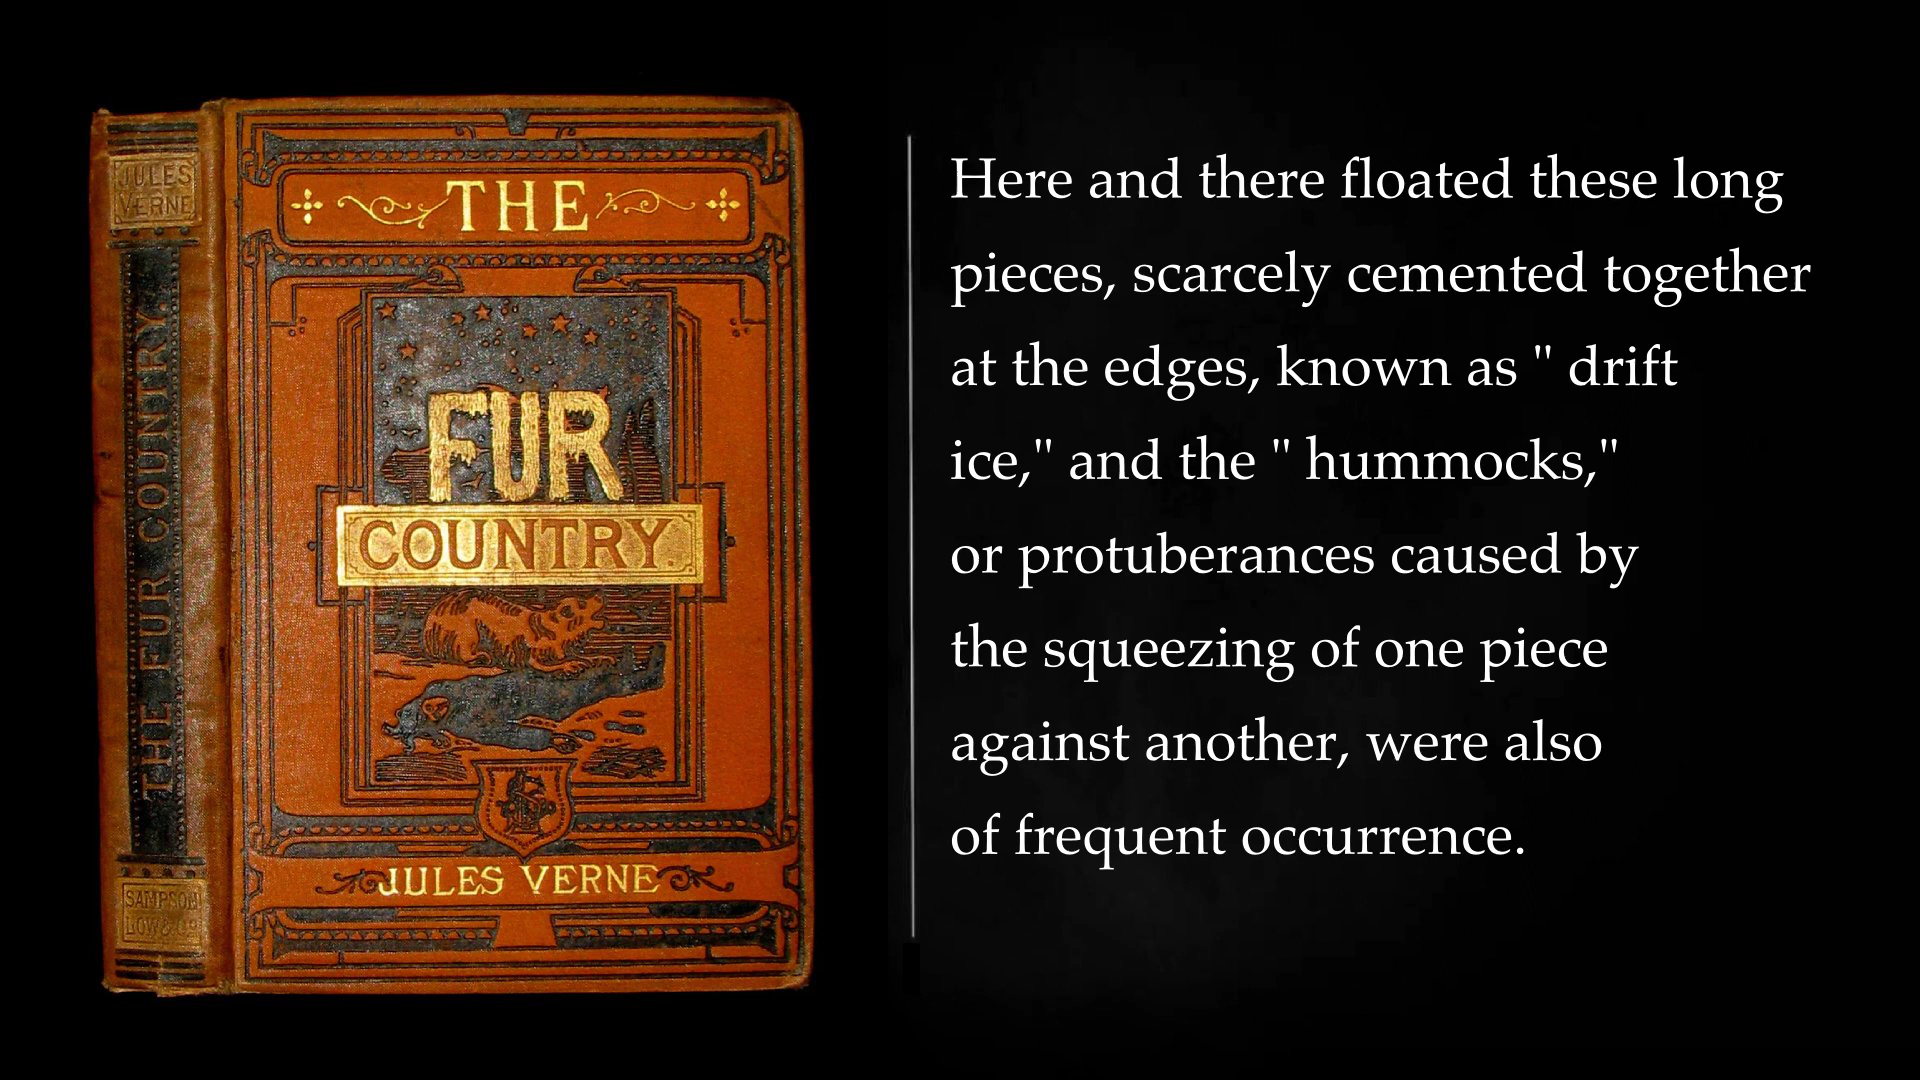 JULES
VERNE
THE FUR COUNTRY.
SAMPSON
LOW & Co
THE
FUR
COUNTRY.
JULES VERNE
Here and there floated these long
pieces, scarcely cemented together
at the edges, known as " drift
ice," and the " hummocks,"
or protuberances caused by
the squeezing of one piece
against another, were also
of frequent occurrence.